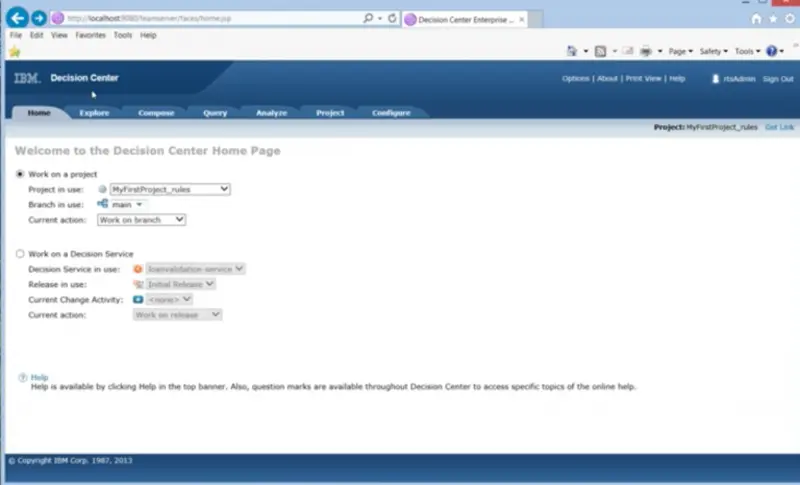 http://localhost:9080/teamserver/faces/home.jsp
Decision Center Enterprise ...
File Edit View Favorites Tools Help
Page Safety Tools
IBM. Decision Center
Options | About | Print View | Help rtsAdmin Sign Out
Home Explore Compose Query Analyze Project Configure
Project: MyFirstProject_rules Get Link
Welcome to the Decision Center Home Page
Work on a project
Project in use: MyFirstProject_rules
Branch in use: main
Current action: Work on branch
Work on a Decision Service
Decision Service in use: loanvalidation service
Release in use: Initial Release
Current Change Activity: <none>
Current action: Work on release
Help
Help is available by clicking Help in the top banner. Also, question marks are available throughout Decision Center to access specific topics of the online help.
© Copyright IBM Corp. 1987, 2013